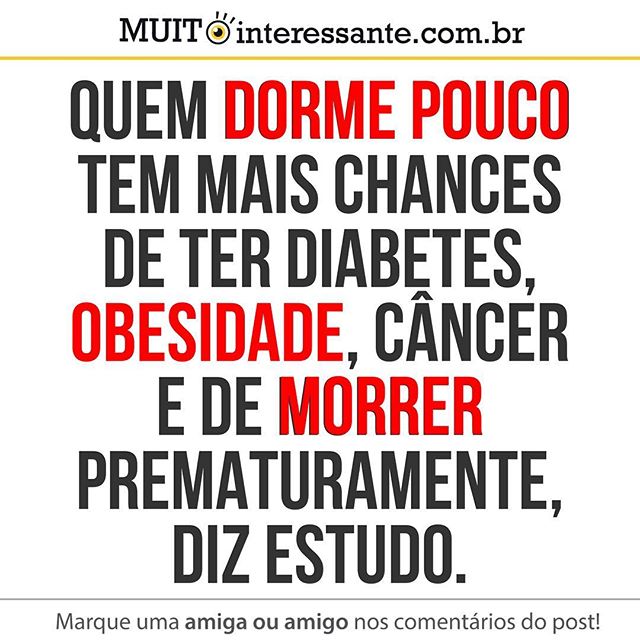 MUITOinteressante.com.br
QUEM DORME POUCO
TEM MAIS CHANCES
DE TER DIABETES,
OBESIDADE, CÂNCER
E DE MORRER
PREMATURAMENTE,
DIZ ESTUDO.
Marque uma amiga ou amigo nos comentários do post!